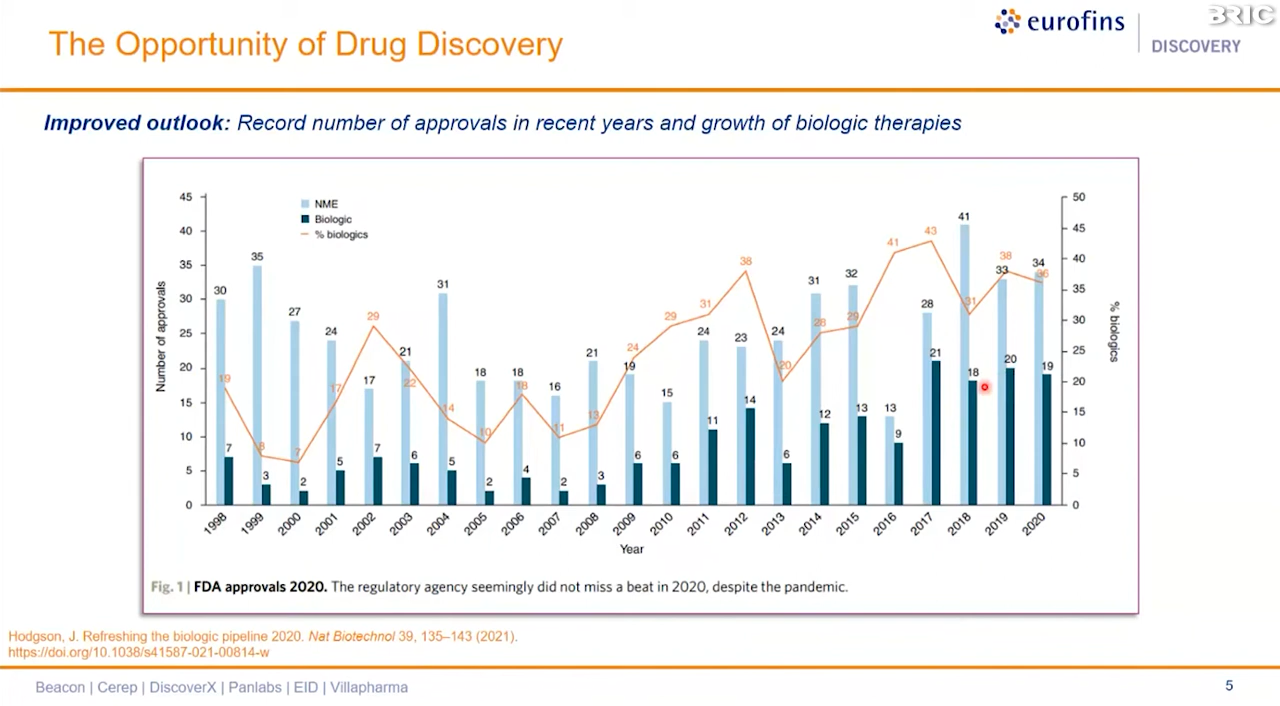 The Opportunity of Drug Discovery
eurofins
DISCOVERY
BRIC
Improved outlook: Record number of approvals in recent years and growth of biologic therapies
NME
Biologic
% biologics
Number of approvals
45
40
35
30
25
20
15
10
5
0
50
45
40
35
30
25
20
15
10
5
0
% biologics
30 35 27 24 17 21 31 18 18 16 21 19 15 24 23 24 31 32 13 28 41 33 34
7 3 2 5 7 6 5 2 4 2 3 6 6 11 14 6 12 13 9 21 18 20 19
19 8 7 17 29 22 14 10 18 11 13 24 29 31 38 20 28 29 41 43 31 38 36
1998 1999 2000 2001 2002 2003 2004 2005 2006 2007 2008 2009 2010 2011 2012 2013 2014 2015 2016 2017 2018 2019 2020
Year
Fig. 1 | FDA approvals 2020. The regulatory agency seemingly did not miss a beat in 2020, despite the pandemic.
Hodgson, J. Refreshing the biologic pipeline 2020. Nat Biotechnol 39, 135–143 (2021).
https://doi.org/10.1038/s41587-021-00814-w
Beacon | Cerep | DiscoverX | Panlabs | EID | Villapharma
5